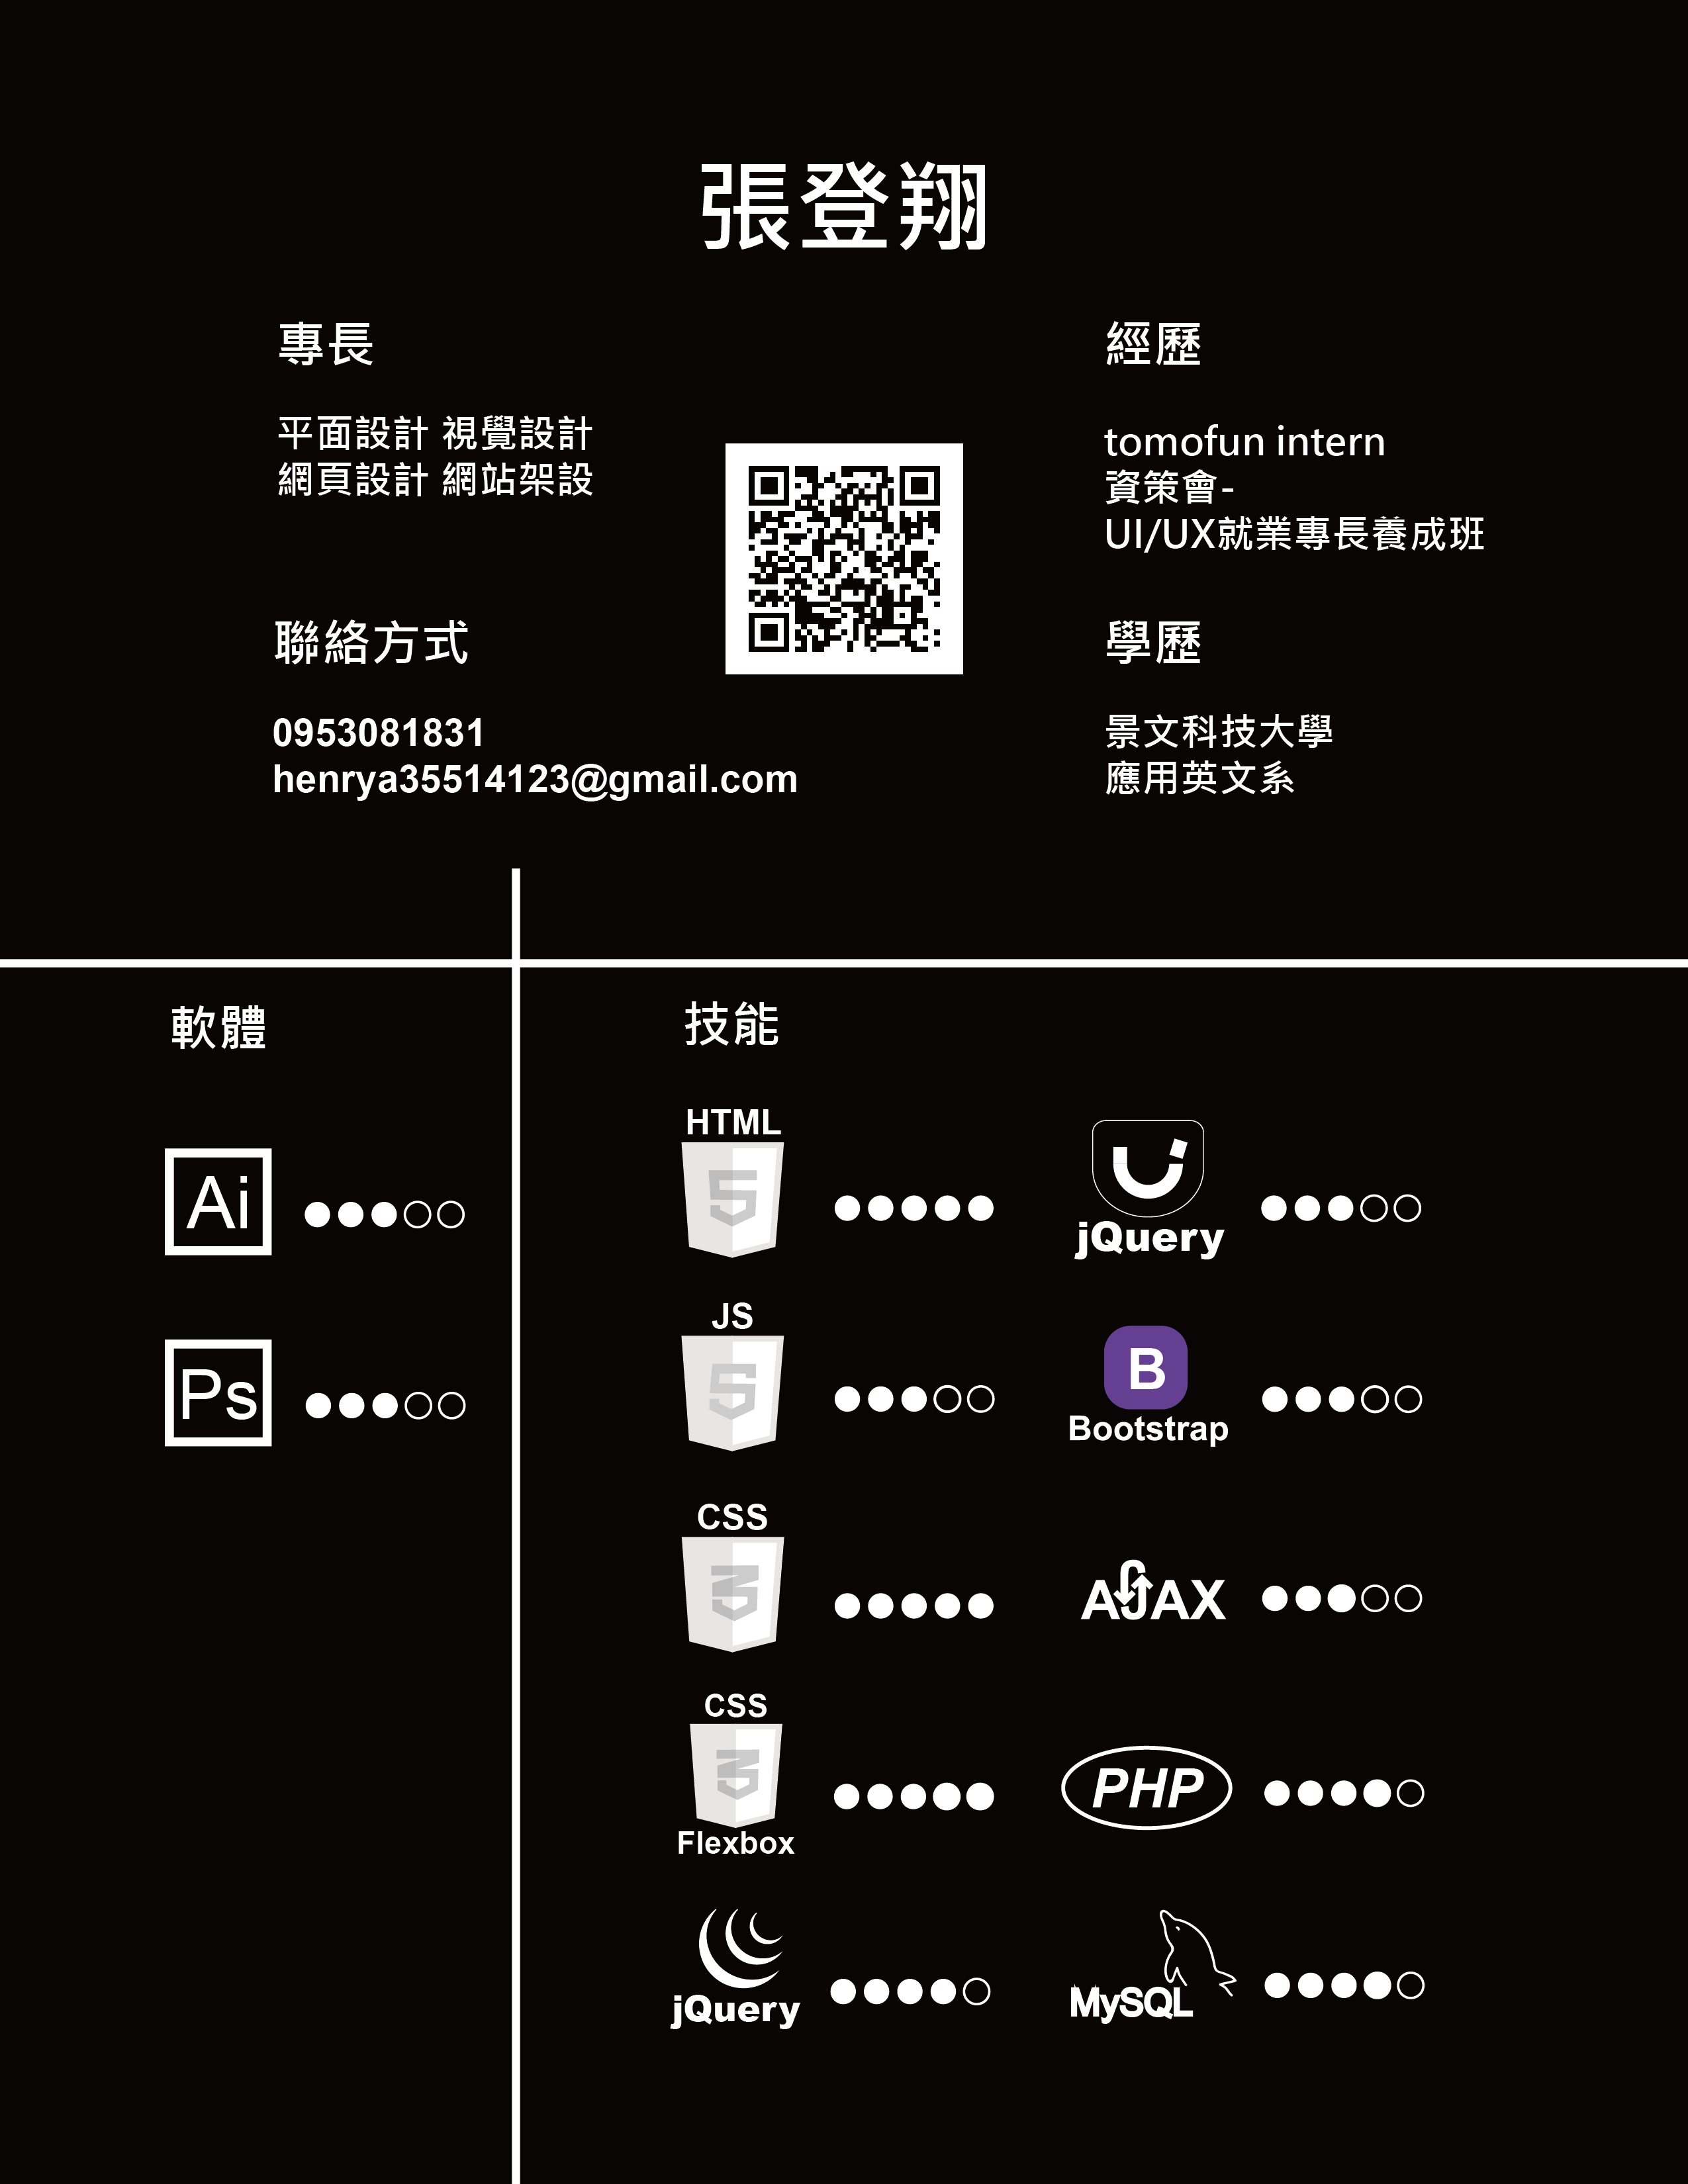 張登翔
專長
平面設計 視覺設計
網頁設計 網站架設
聯絡方式
0953081831
henrya35514123@gmail.com
經歷
tomofun intern
資策會-
UI/UX就業專長養成班
學歷
景文科技大學
應用英文系
軟體
Ai
Ps
技能
HTML
5
JS
5
CSS
3
CSS
3
Flexbox
jQuery
jQuery
B
Bootstrap
AJAX
PHP
MySQL